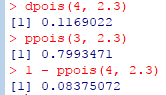 > dpois(4, 2.3)
[1] 0.1169022
> ppois(3, 2.3)
[1] 0.7993471
> 1 - ppois(4, 2.3)
[1] 0.08375072